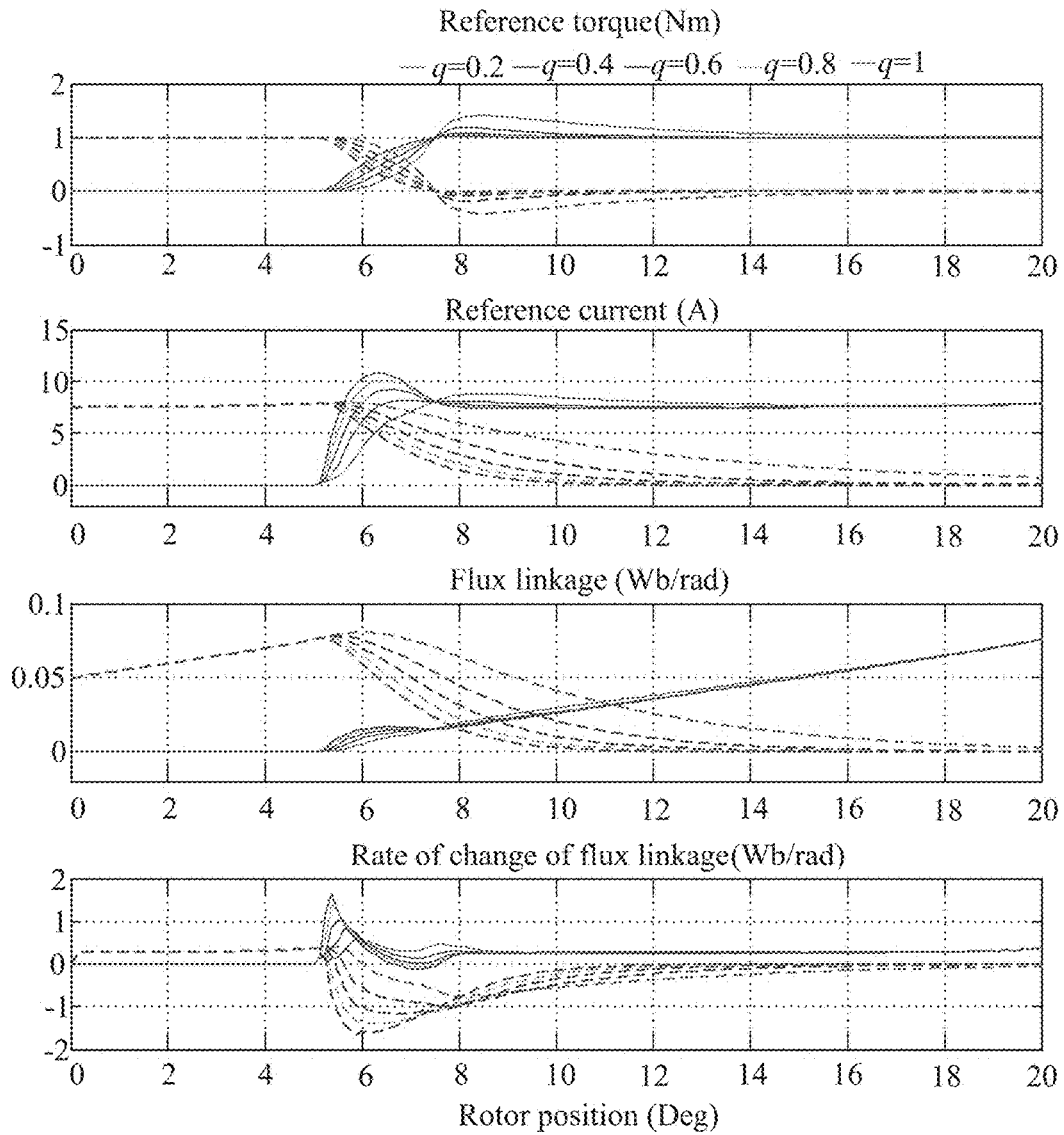 Reference torque(Nm)
q=0.2 q=0.4 q=0.6 q=0.8 q=1
2
1
0
-1
0 2 4 6 8 10 12 14 16 18 20
Reference current (A)
15
10
5
0
0 2 4 6 8 10 12 14 16 18 20
Flux linkage (Wb/rad)
0.1
0.05
0
0 2 4 6 8 10 12 14 16 18 20
Rate of change of flux linkage(Wb/rad)
2
1
0
-1
-2
0 2 4 6 8 10 12 14 16 18 20
Rotor position (Deg)